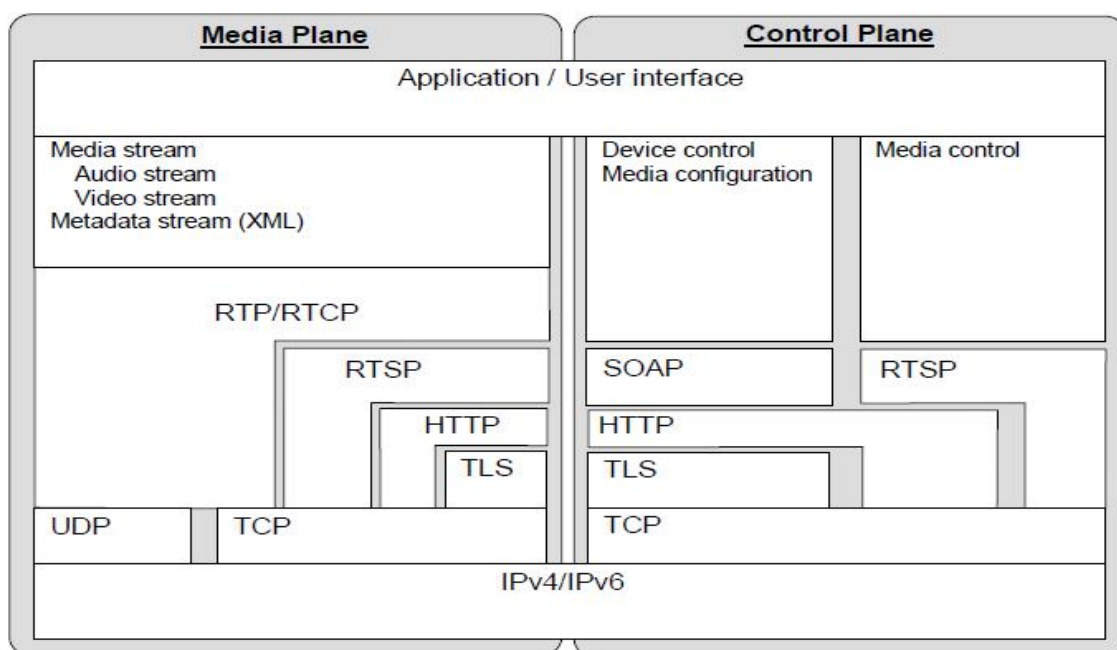 Media Plane
Control Plane
Application / User interface
Media stream
Audio stream
Video stream
Metadata stream (XML)
Device control
Media configuration
Media control
RTP/RTCP
RTSP
SOAP
RTSP
HTTP
HTTP
TLS
TLS
UDP
TCP
TCP
IPv4/IPv6